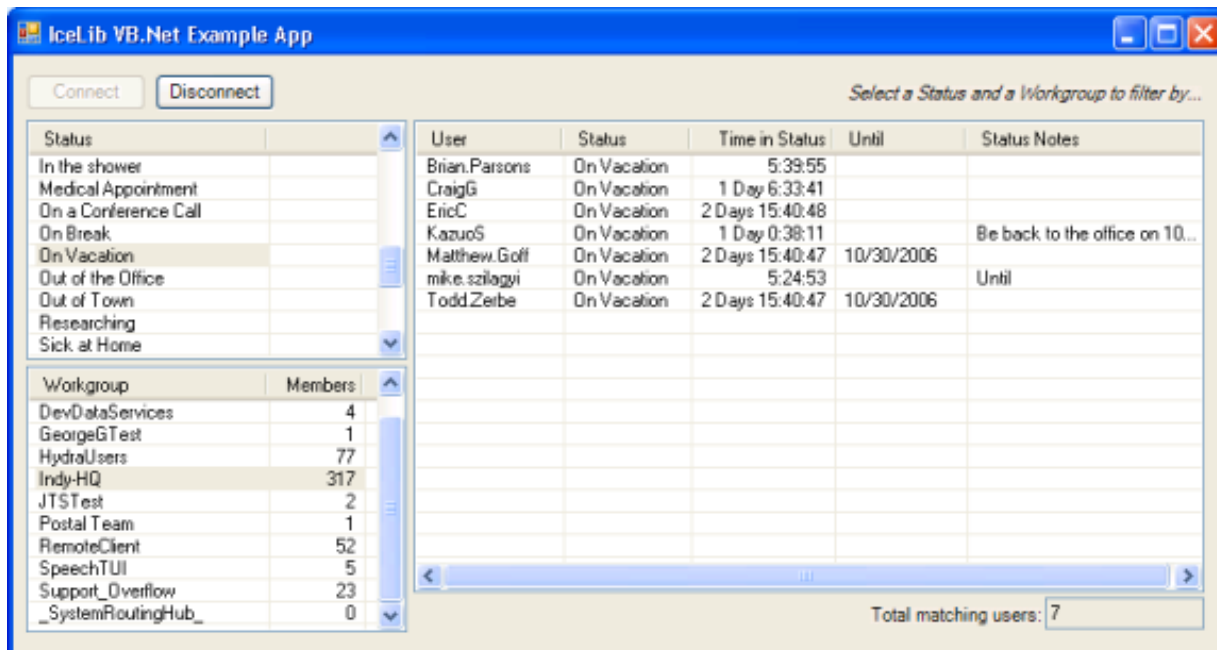 IceLib VB.Net Example App
Connect Disconnect Select a Status and a Workgroup to filter by...
Status
In the shower
Medical Appointment
On a Conference Call
On Break
On Vacation
Out of the Office
Out of Town
Researching
Sick at Home
Workgroup Members
DevDataServices 4
GeorgeGTest 1
HydraUsers 77
Indy-HQ 317
JTSTest 2
Postal Team 1
RemoteClient 52
SpeechTUI 5
Support_Overflow 23
_SystemRoutingHub_ 0
User Status Time in Status Until Status Notes
Brian.Parsons On Vacation 5:39:55
CraigG On Vacation 1 Day 6:33:41
EricC On Vacation 2 Days 15:40:48
KazuoS On Vacation 1 Day 0:38:11 Be back to the office on 10...
Matthew.Goff On Vacation 2 Days 15:40:47 10/30/2006
mike.szilagyi On Vacation 5:24:53 Until
Todd.Zerbe On Vacation 2 Days 15:40:47 10/30/2006
Total matching users: 7